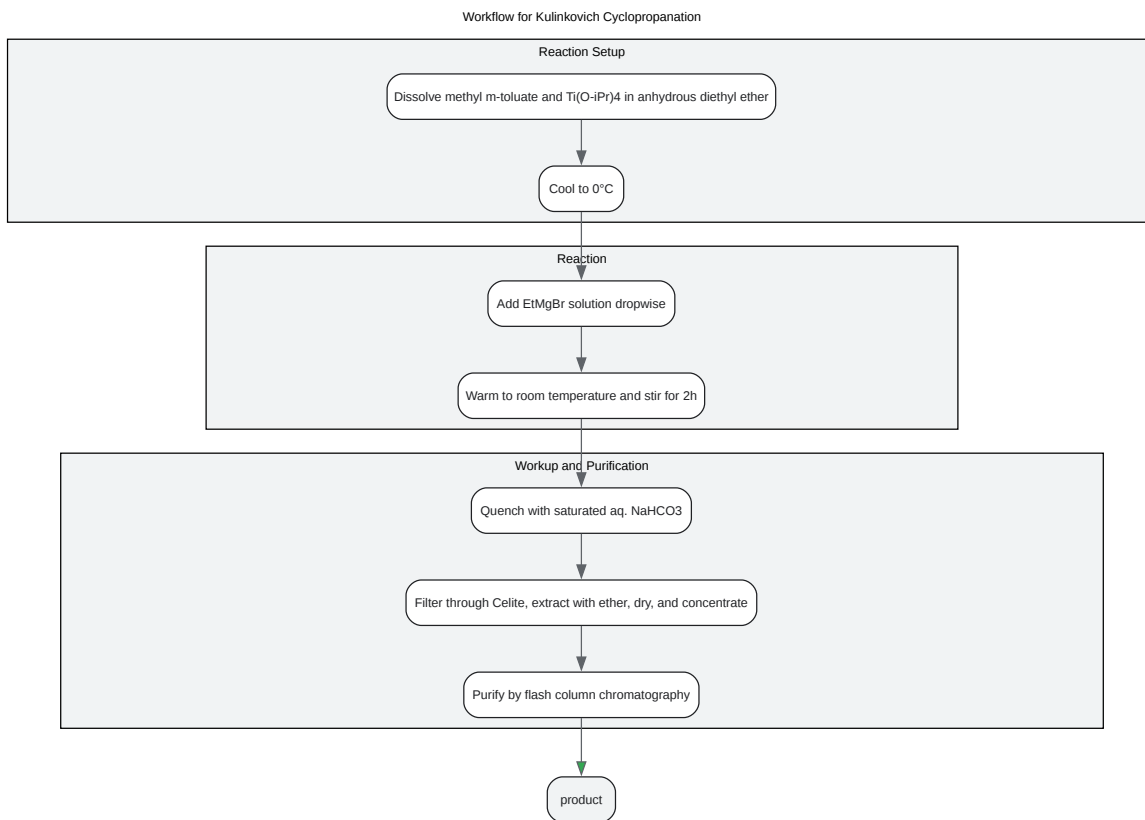 Workflow for Kulinkovich Cyclopropanation
Reaction Setup
Dissolve methyl m-toluate and Ti(O-iPr)4 in anhydrous diethyl ether
Cool to 0°C
Reaction
Add EtMgBr solution dropwise
Warm to room temperature and stir for 2h
Workup and Purification
Quench with saturated aq. NaHCO3
Filter through Celite, extract with ether, dry, and concentrate
Purify by flash column chromatography
product